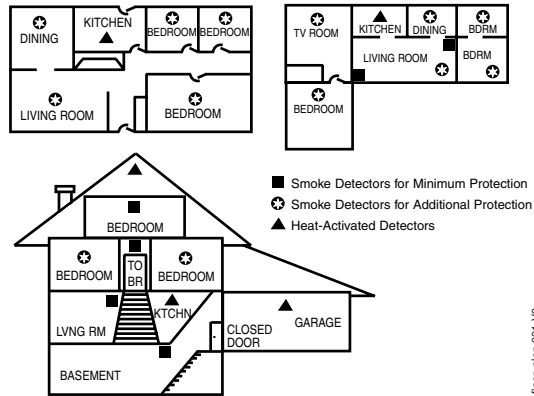 DINING
KITCHEN
BEDROOM
BEDROOM
LIVING ROOM
BEDROOM
TV ROOM
KITCHEN
DINING
BDRM
LIVING ROOM
BDRM
BEDROOM
Smoke Detectors for Minimum Protection
Smoke Detectors for Additional Protection
Heat-Activated Detectors
BEDROOM
BEDROOM
TO
BR
BEDROOM
LVNG RM
KTCHN
CLOSED
DOOR
GARAGE
BASEMENT